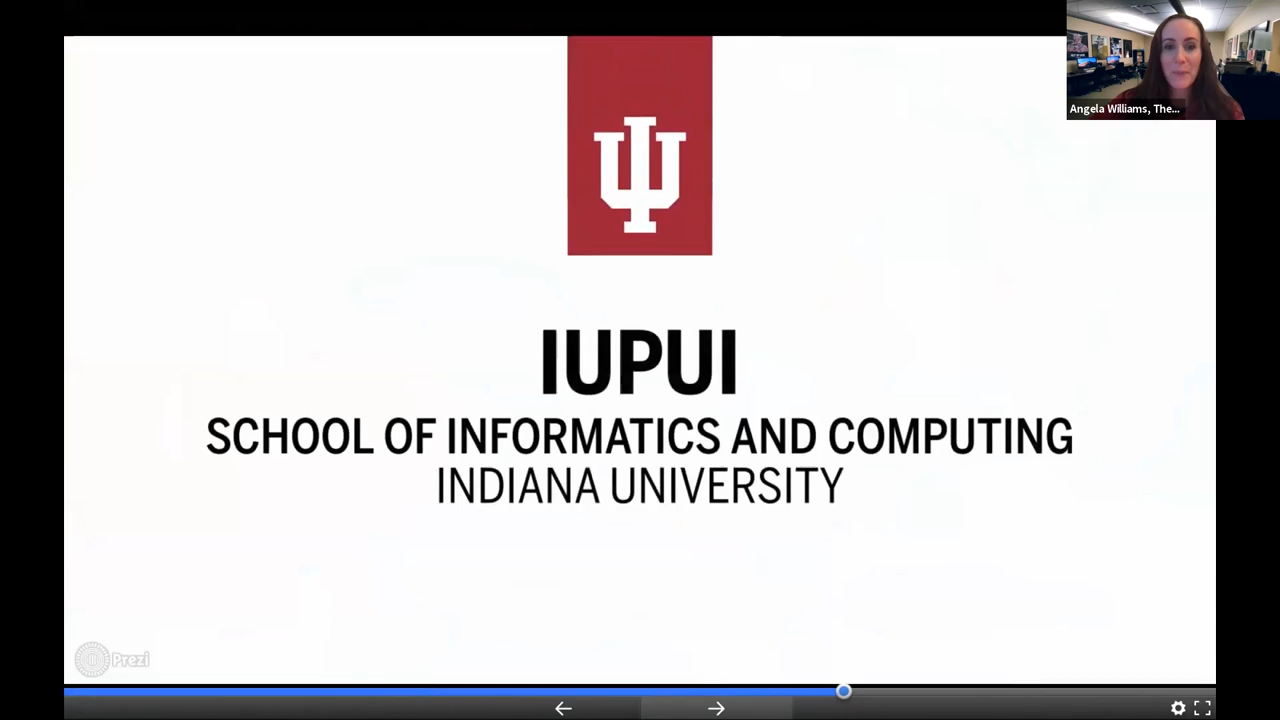 Angela Williams, The...
IUPUI
SCHOOL OF INFORMATICS AND COMPUTING
INDIANA UNIVERSITY
Prezi